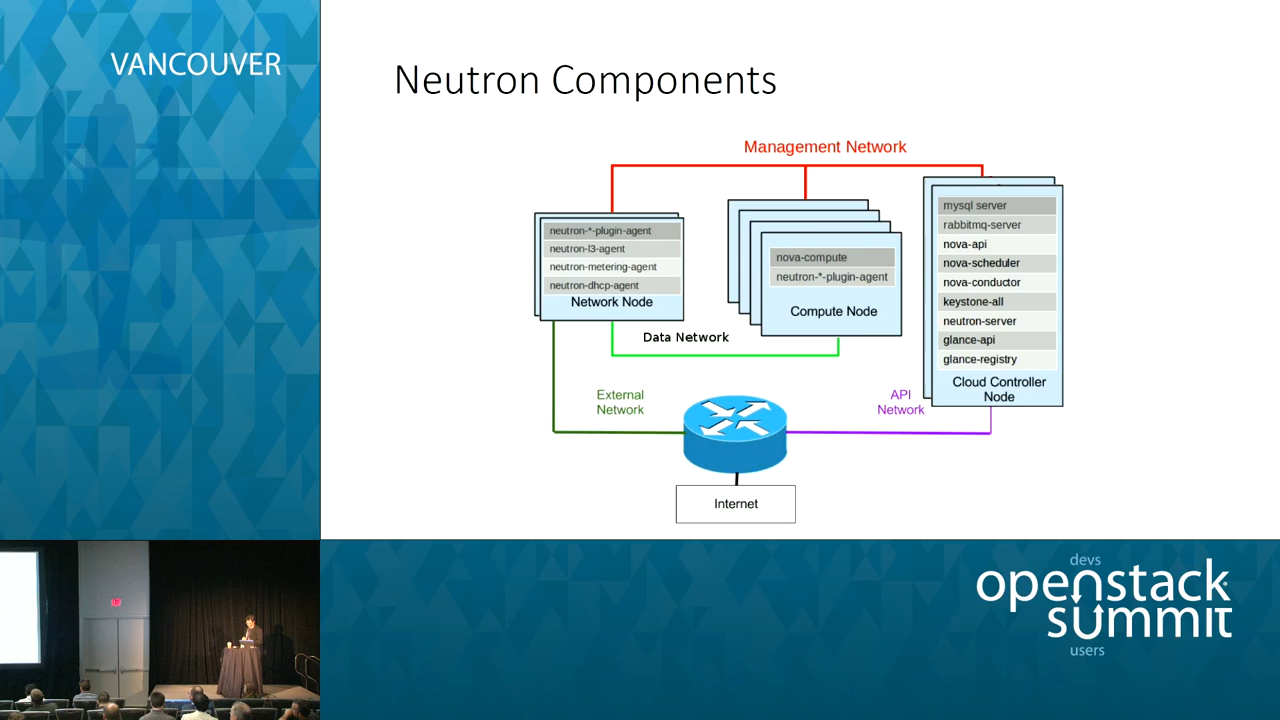 VANCOUVER
Neutron Components
Management Network
neutron-*-plugin-agent
neutron-l3-agent
neutron-metering-agent
neutron-dhcp-agent
Network Node
nova-compute
neutron-*-plugin-agent
Compute Node
mysql server
rabbitmq-server
nova-api
nova-scheduler
nova-conductor
keystone-all
neutron-server
glance-api
glance-registry
Cloud Controller
Node
Data Network
External
Network
API
Network
Internet
devs
openstack
summit
users